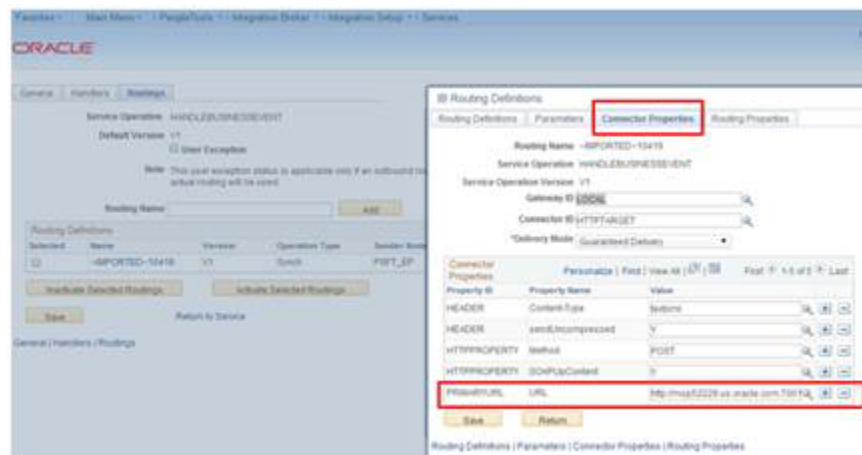 Favorites Main Menu > PeopleTools > Integration Broker > Integration Setup > Services
ORACLE
General Handlers Routings
Service Operation HANDLEBUSINESSEVENT
Default Version V1
User Exception
Note This user exception status is applicable only if an outbound
actual routing will be used.
Routing Name Add
Routing Definitions
Selected Name Version Operation Type Sender Node
~IMPORTED~10419 V1 Synch PSFT_EP
Inactivate Selected Routings Activate Selected Routings
Save Return to Service
General | Handlers | Routings
Routing Definitions
Routing Definitions Parameters Connector Properties Routing Properties
Routing Name ~IMPORTED~10419
Service Operation HANDLEBUSINESSEVENT
Service Operation Version V1
Gateway ID LOCAL
Connector ID HTTPTARGET
*Delivery Mode Guaranteed Delivery
Connector Properties Personalize | Find | View All | First 1-5 of 5 Last
Property ID Property Name Value
HEADER Content-Type text/xml
HEADER sendUncompressed Y
HTTPPROPERTY Method POST
HTTPPROPERTY SOAPUpContent Y
PRIMARYURL URL
Save Return
Routing Definitions | Parameters | Connector Properties | Routing Properties